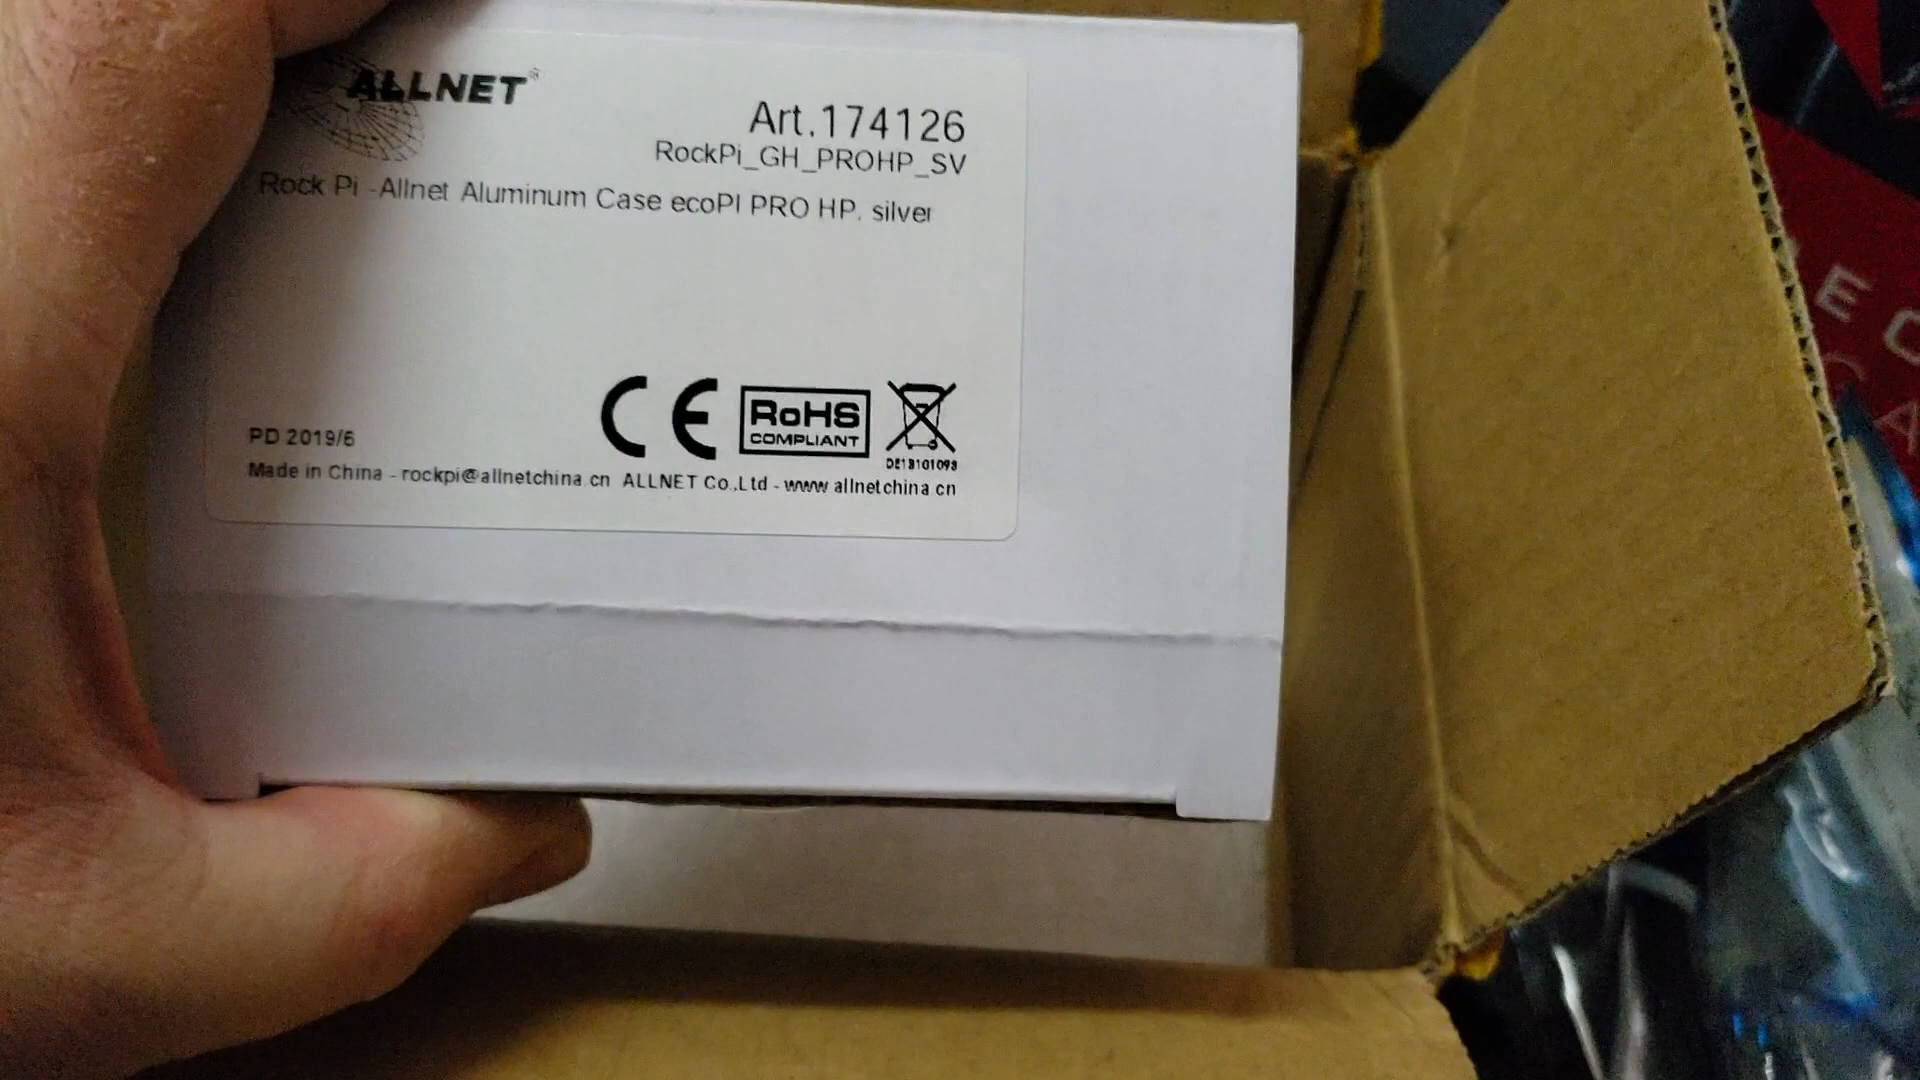 ALLNET®
Art.174126
RockPi_GH_PROHP_SV
Rock Pi -Allnet Aluminum Case ecoPI PRO HP, silver
CE
RoHS
COMPLIANT
DE13101093
PD 2019/6
Made in China - rockpi@allnetchina.cn ALLNET Co.,Ltd - www.allnetchina.cn